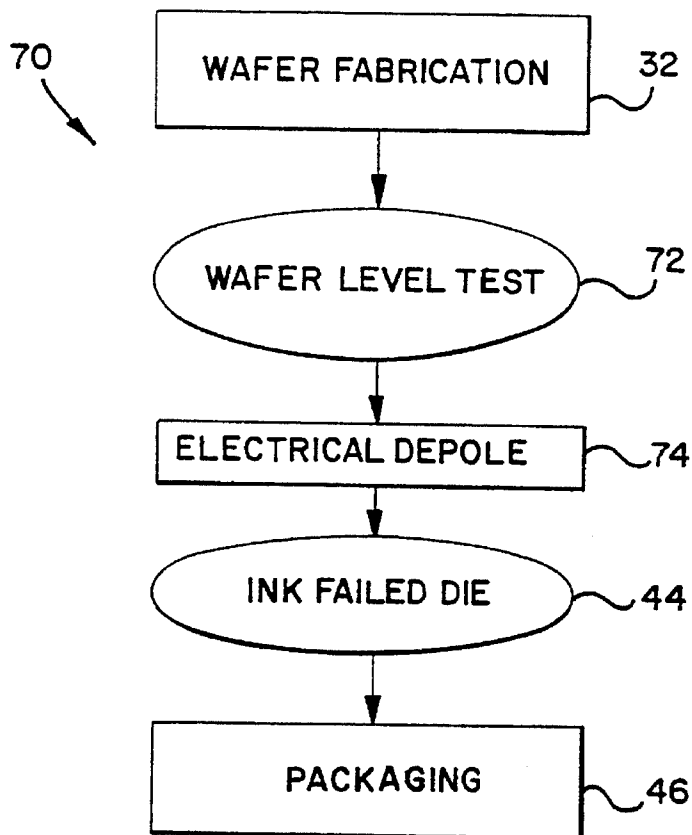 70
WAFER FABRICATION
32
WAFER LEVEL TEST
72
ELECTRICAL DEPOLE
74
INK FAILED DIE
44
PACKAGING
46